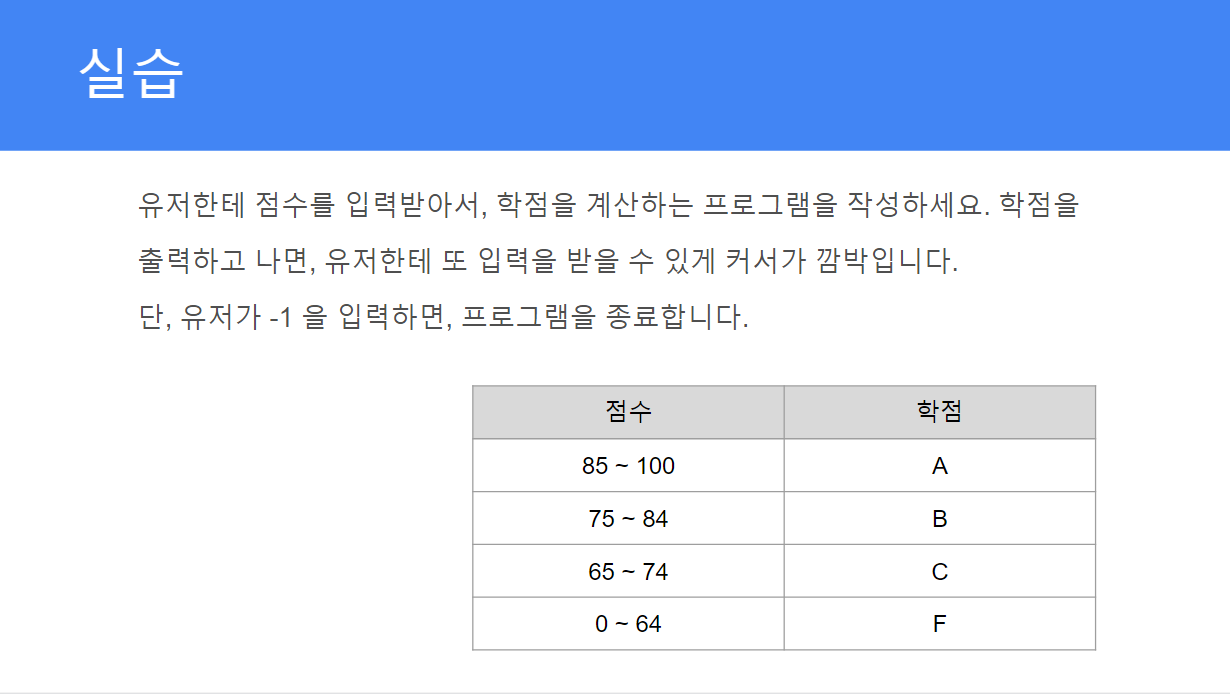 실습
유저한테 점수를 입력받아서, 학점을 계산하는 프로그램을 작성하세요. 학점을
출력하고 나면, 유저한테 또 입력을 받을 수 있게 커서가 깜박입니다.
단, 유저가 -1 을 입력하면, 프로그램을 종료합니다.
점수 학점
85 ~ 100 A
75 ~ 84 B
65 ~ 74 C
0 ~ 64 F